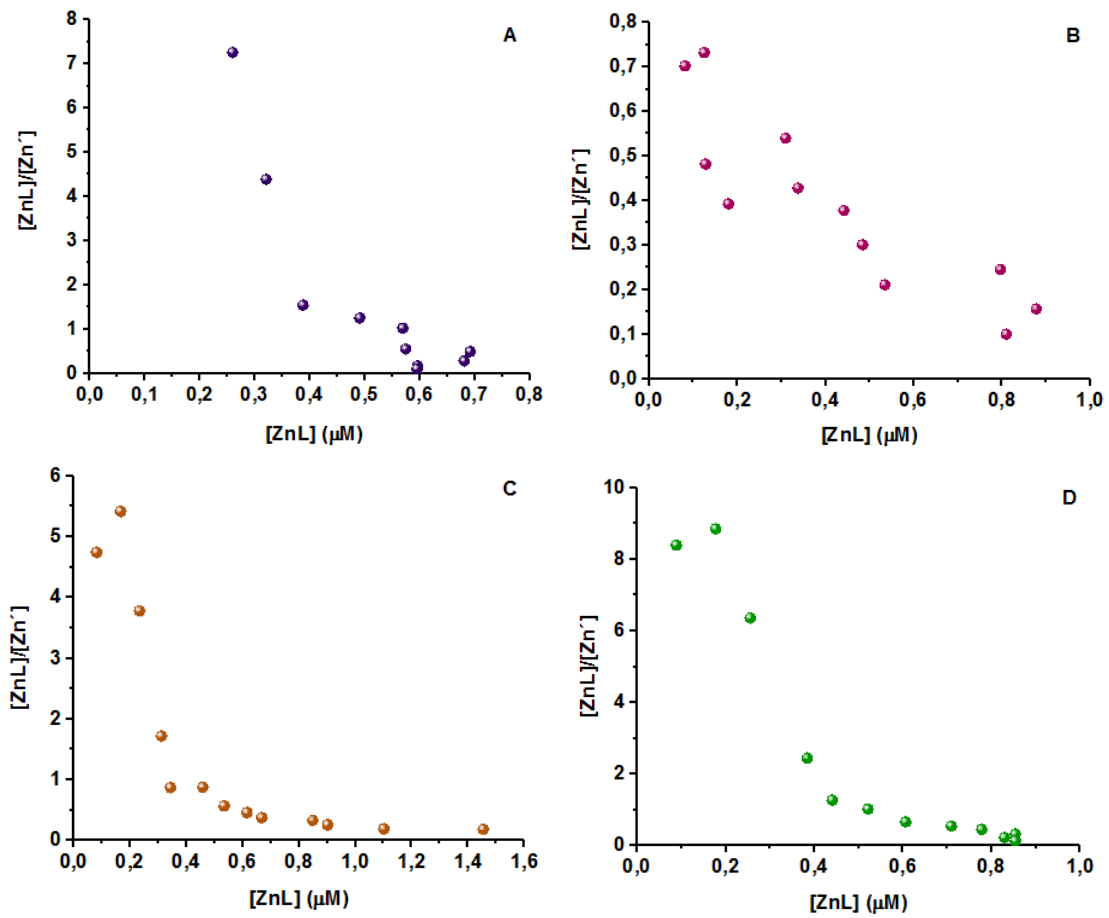 A
[ZnL]/[Zn´]
8
7
6
5
4
3
2
1
0
0,0 0,1 0,2 0,3 0,4 0,5 0,6 0,7 0,8
[ZnL] (μM)
B
[ZnL]/[Zn´]
0,8
0,7
0,6
0,5
0,4
0,3
0,2
0,1
0,0
0,0 0,2 0,4 0,6 0,8 1,0
[ZnL] (μM)
C
[ZnL]/[Zn´]
6
5
4
3
2
1
0
0,0 0,2 0,4 0,6 0,8 1,0 1,2 1,4 1,6
[ZnL] (μM)
D
[ZnL]/[Zn´]
10
8
6
4
2
0
0,0 0,2 0,4 0,6 0,8 1,0
[ZnL] (μM)